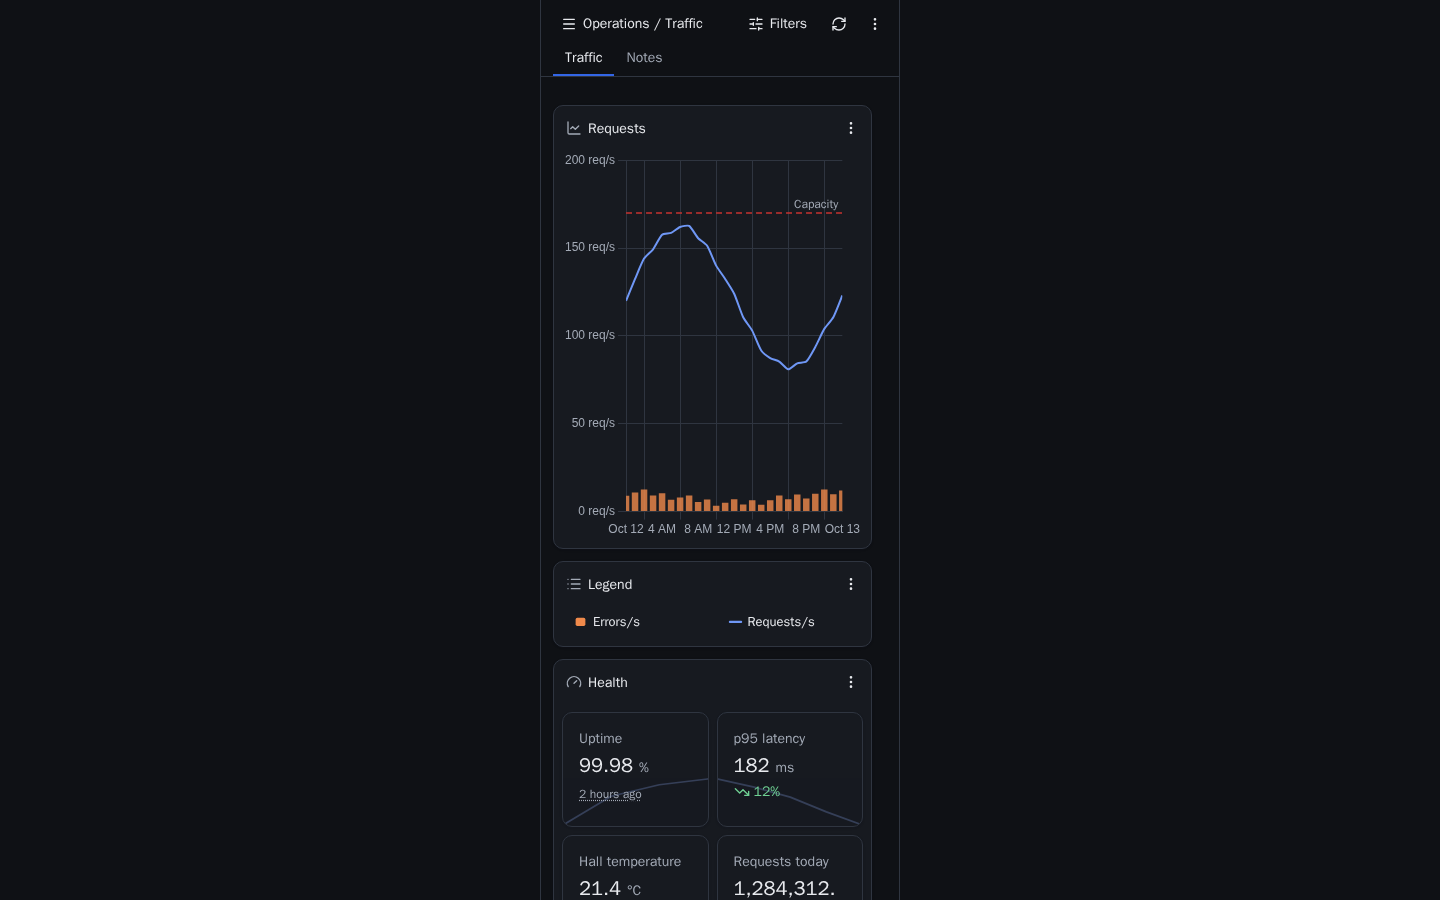 Operations / Traffic
Filters
Traffic
Notes
Requests
200 req/s
Capacity
150 req/s
100 req/s
50 req/s
0 req/s
Oct 12 4 AM 8 AM 12 PM 4 PM 8 PM Oct 13
Legend
Errors/s
Requests/s
Health
Uptime
99.98 %
2 hours ago
p95 latency
182 ms
12%
Hall temperature
21.4 °C
Requests today
1,284,312.